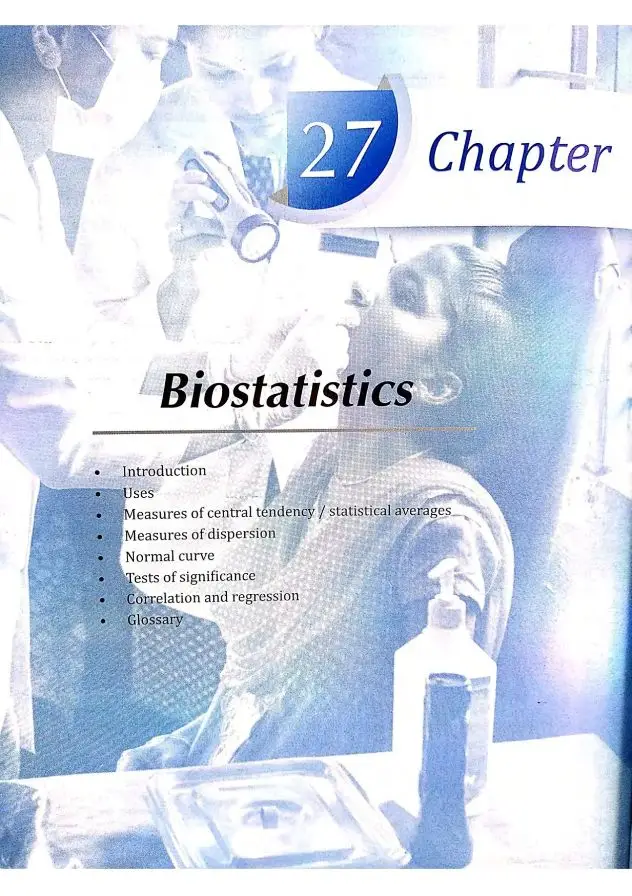 27 Chapter
Biostatistics
• Introduction
• Uses
• Measures of central tendency / statistical averages
• Measures of dispersion
• Normal curve
• Tests of significance
• Correlation and regression
• Glossary